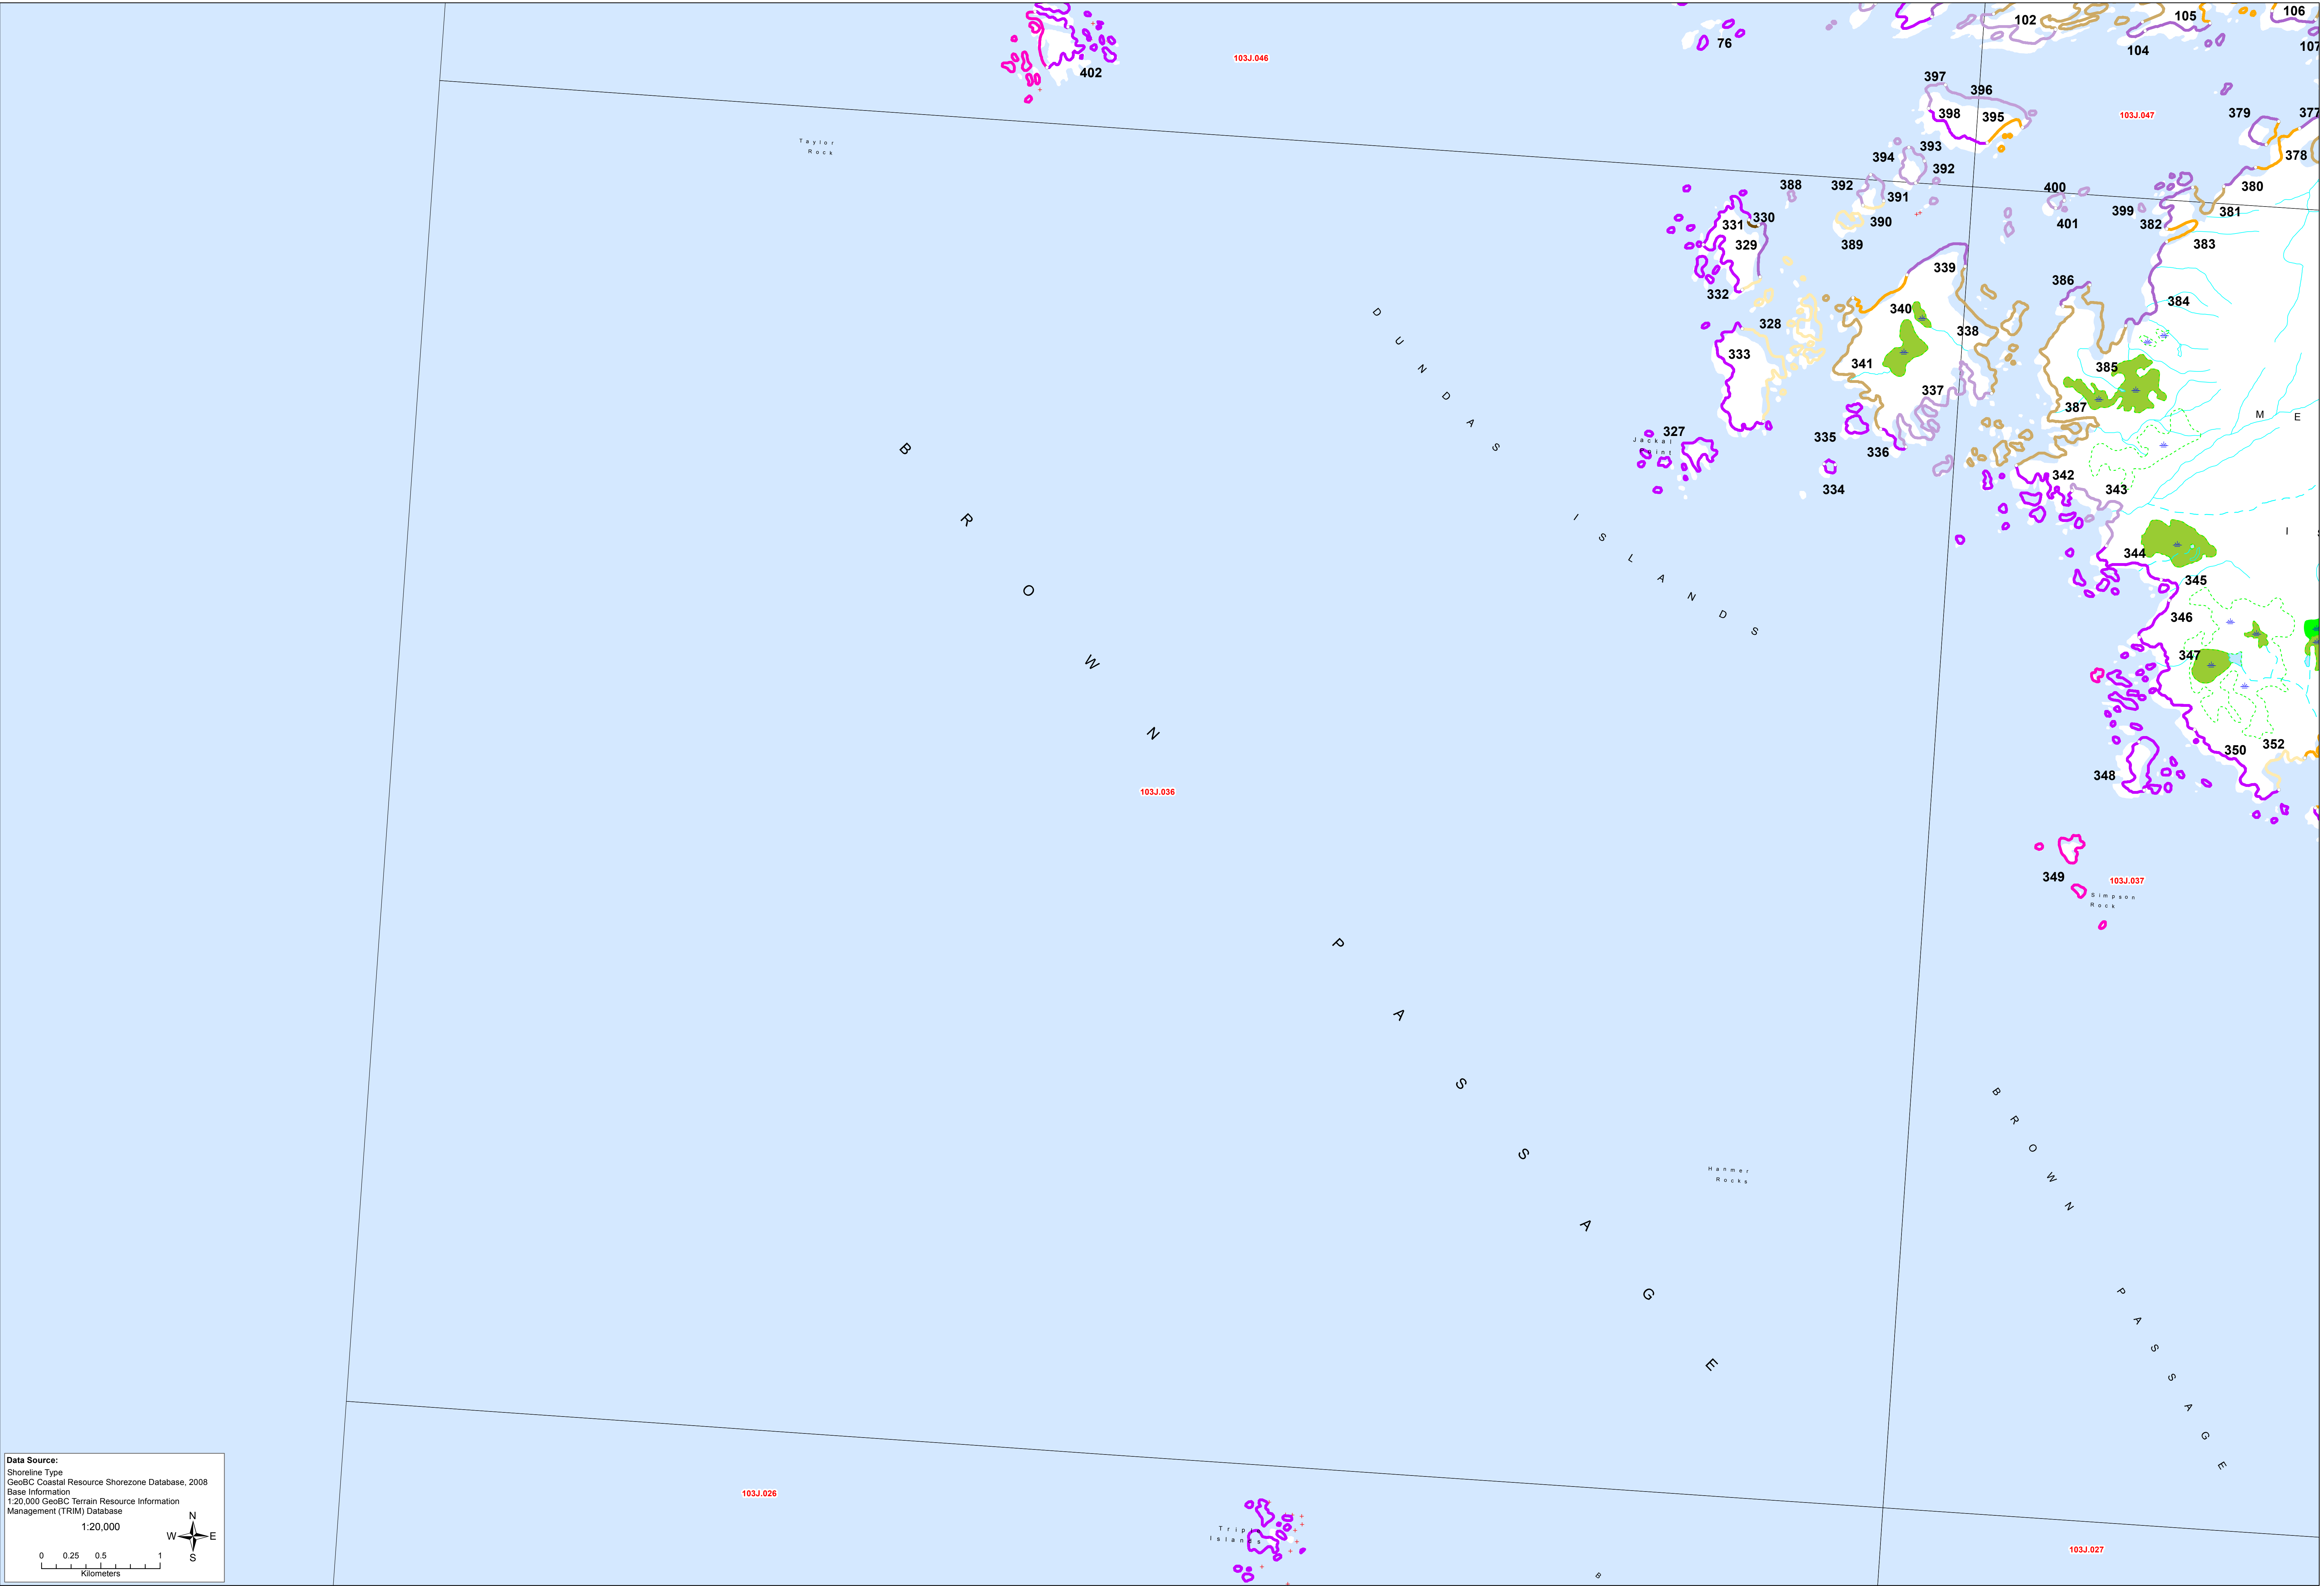 102
105
106
104
107
76
402
103J.046
397
396
398
395
103J.047
379
377
378
Taylor
Rock
394
393
392
388
392
391
390
389
400
399
401
380
381
382
383
330
331
329
332
339
386
384
340
338
328
333
341
385
337
387
DUNDAS ISLANDS
M E
327
Jackal
Point
335
336
334
342
343
I
344
345
346
347
350
352
348
BROWN PASSAGE
103J.036
349
103J.037
Simpson
Rock
Hanmer
Rocks
BROWN PASSAGE
Data Source:
Shoreline Type
GeoBC Coastal Resource Shorezone Database, 2008
Base Information
1:20,000 GeoBC Terrain Resource Information
Management (TRIM) Database
1:20,000
N
W E
S
0 0.25 0.5 1
Kilometers
103J.026
Islands
103J.027
B